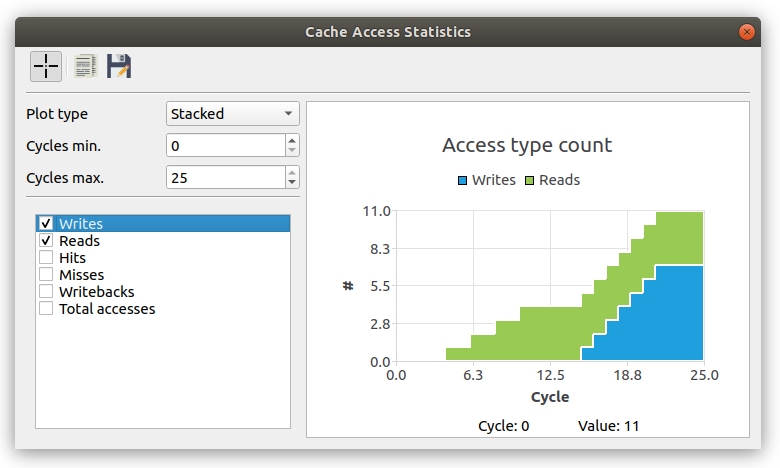 Cache Access Statistics
Plot type Stacked
Cycles min. 0
Cycles max. 25
Writes
Reads
Hits
Misses
Writebacks
Total accesses
Access type count
Writes Reads
11.0
8.3
5.5
2.8
0.0
#
0.0 6.3 12.5 18.8 25.0
Cycle
Cycle: 0 Value: 11